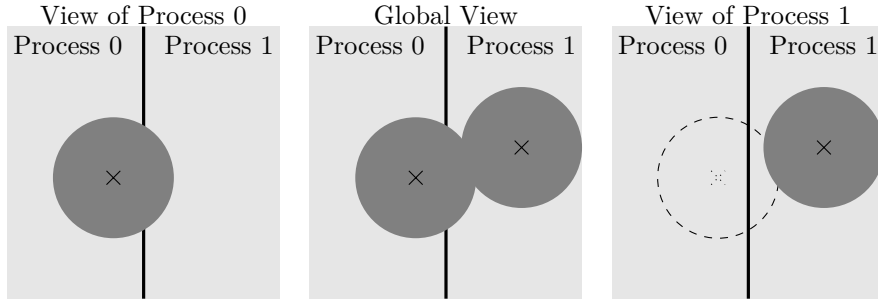 View of Process 0
Process 0 Process 1
Global View
Process 0 Process 1
View of Process 1
Process 0 Process 1